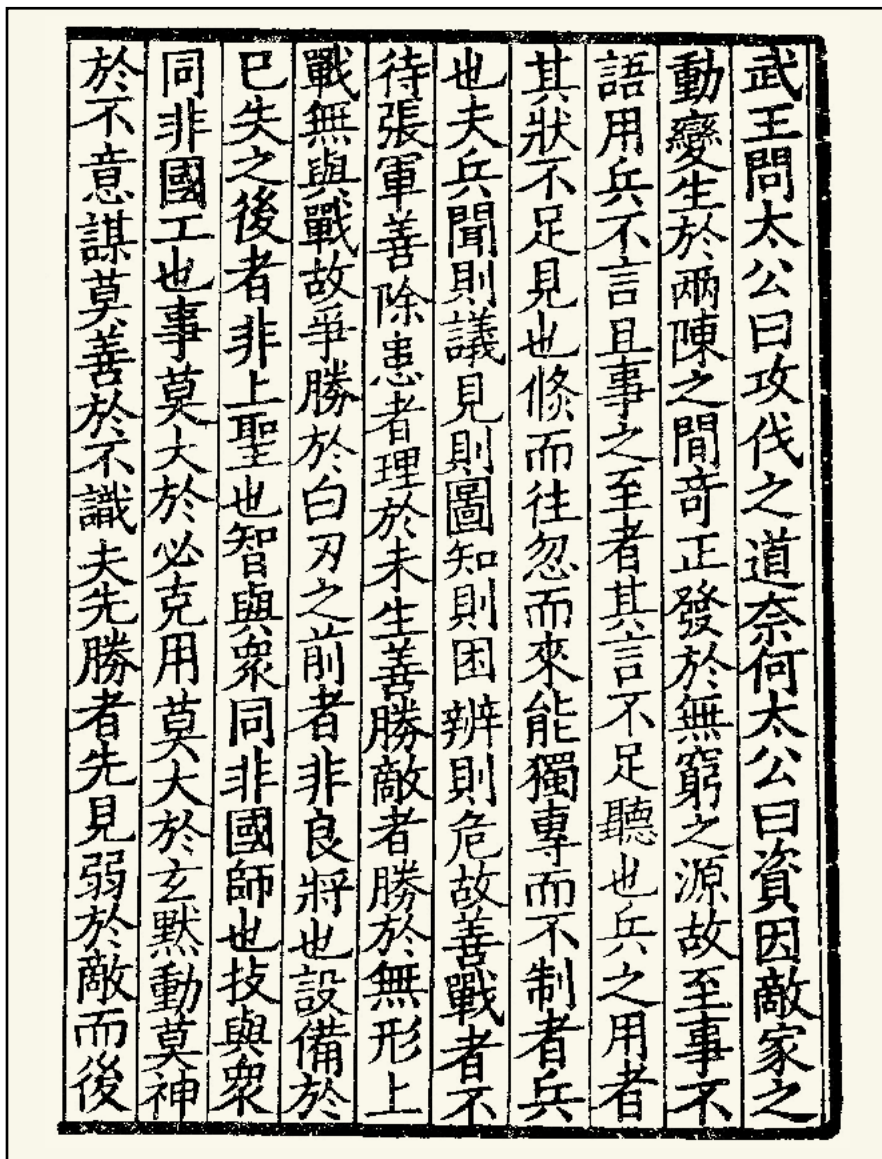 武王問太公曰攻伐之道奈何太公曰資因敵家之
動變生於兩陳之間奇正發於無窮之源故至事不
語用兵不言且事之至者其言不足聽也兵之用者
其狀不足見也倐而往忽而來能獨專而不制者兵
也夫兵聞則議見則圖知則困辨則危故善戰者不
待張軍善除患者理於未生善勝敵者勝於無形上
戰無與戰故爭勝於白刃之前者非良將也設備於
已失之後者非上聖也智與衆同非國師也技與衆
同非國工也事莫大於必克用莫大於玄默動莫神
於不意謀莫善於不識夫先勝者先見弱於敵而後